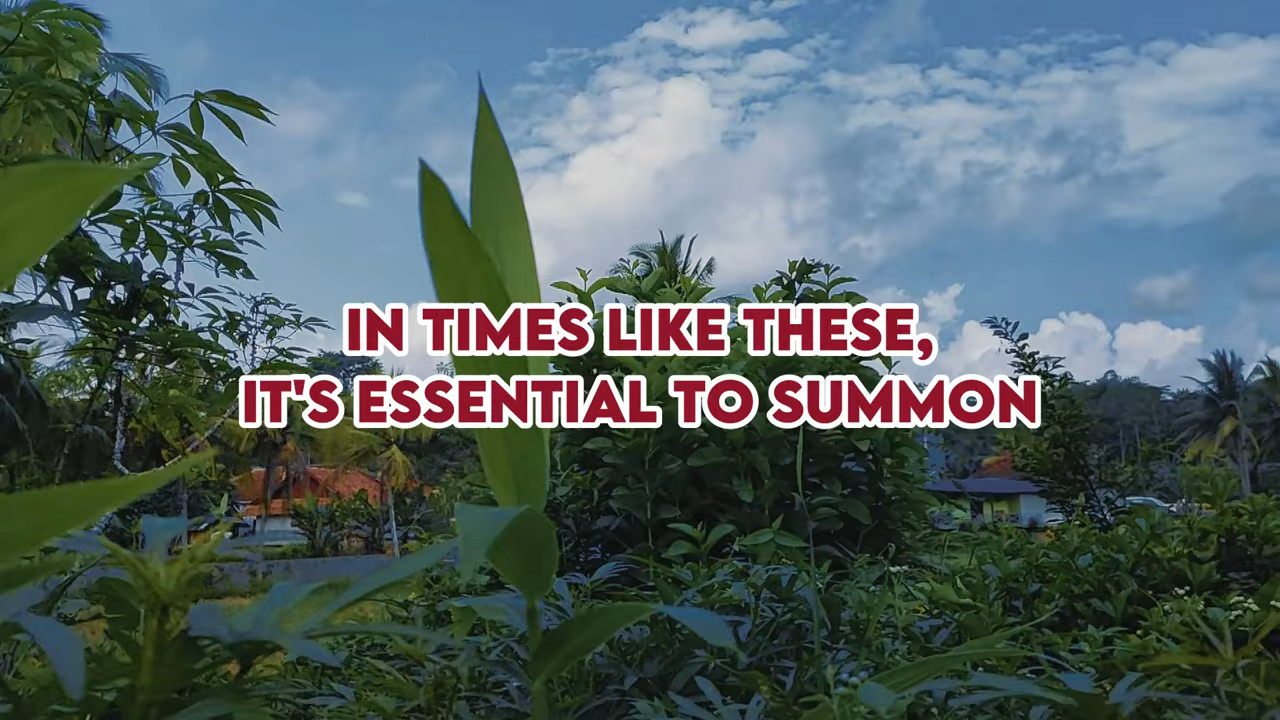 IN TIMES LIKE THESE,
IT'S ESSENTIAL TO SUMMON